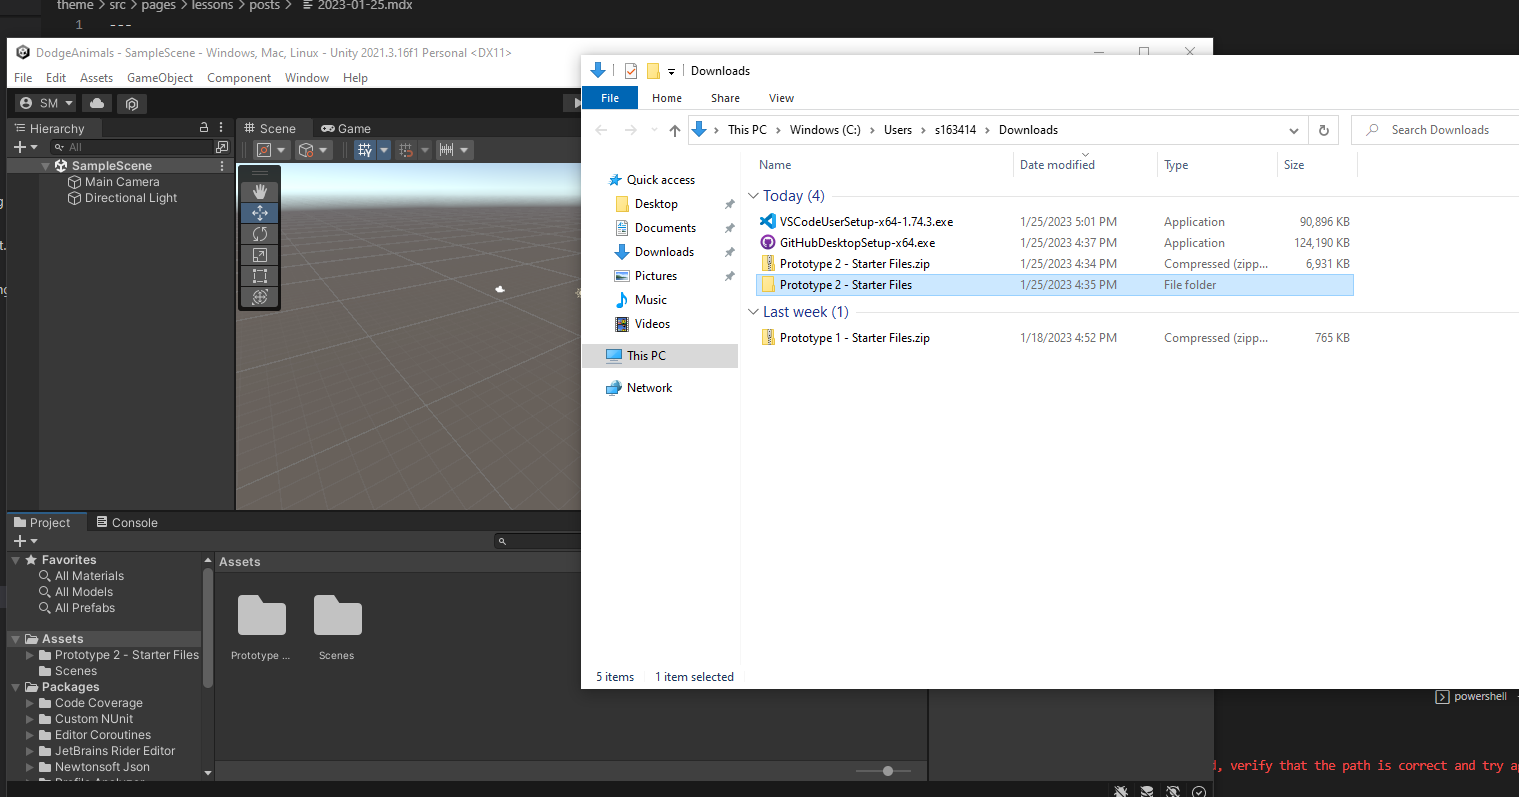 theme > src > pages > lessons > posts > 2023-01-25.mdx
1 ---
DodgeAnimals - SampleScene - Windows, Mac, Linux - Unity 2021.3.16f1 Personal <DX11>
File Edit Assets GameObject Component Window Help
SM
Hierarchy
All
SampleScene
Main Camera
Directional Light
Scene Game
Project Console
Favorites
All Materials
All Models
All Prefabs
Assets
Prototype 2 - Starter Files
Scenes
Packages
Code Coverage
Custom NUnit
Editor Coroutines
JetBrains Rider Editor
Newtonsoft Json
Profile Analyzer
Assets
Prototype ... Scenes
Downloads
File Home Share View
This PC > Windows (C:) > Users > s163414 > Downloads
Search Downloads
Quick access
Desktop
Documents
Downloads
Pictures
Music
Videos
This PC
Network
Name Date modified Type Size
Today (4)
VSCodeUserSetup-x64-1.74.3.exe 1/25/2023 5:01 PM Application 90,896 KB
GitHubDesktopSetup-x64.exe 1/25/2023 4:37 PM Application 124,190 KB
Prototype 2 - Starter Files.zip 1/25/2023 4:34 PM Compressed (zipp... 6,931 KB
Prototype 2 - Starter Files 1/25/2023 4:35 PM File folder
Last week (1)
Prototype 1 - Starter Files.zip 1/18/2023 4:52 PM Compressed (zipp... 765 KB
5 items 1 item selected
powershell
, verify that the path is correct and try